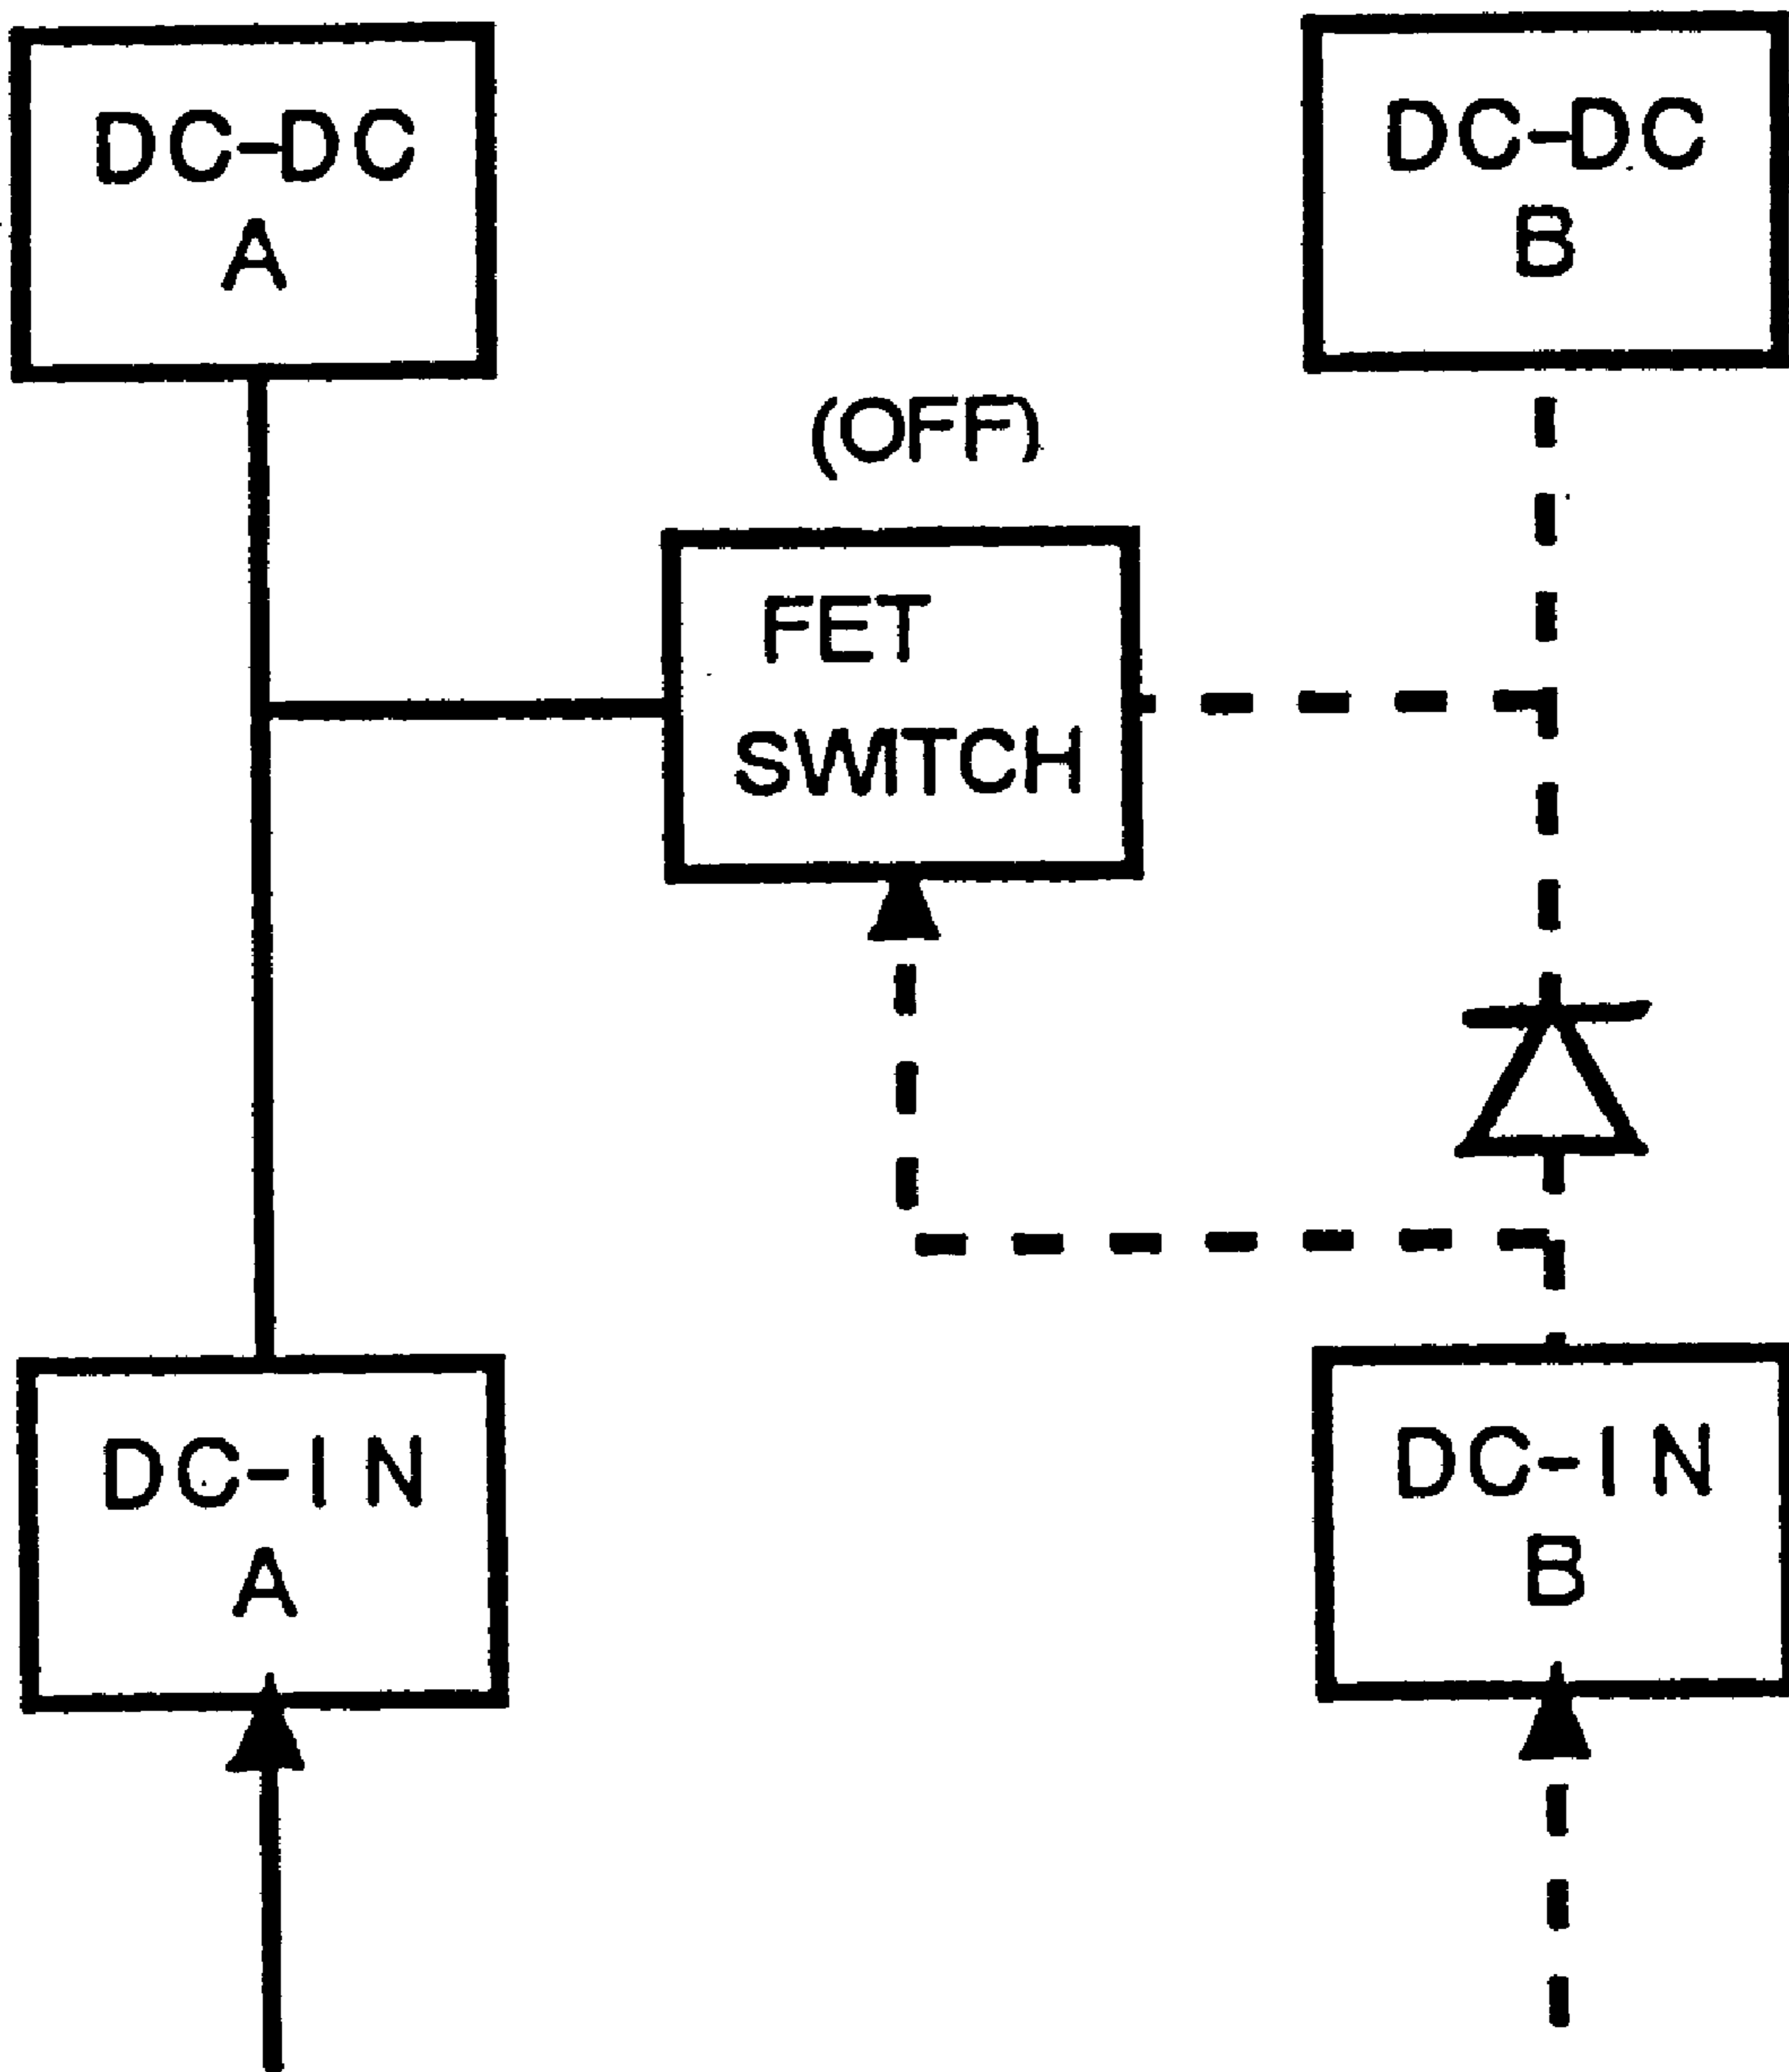 DC-DC
A
DC-DC
B
(OFF)
FET
SWITCH
DC-IN
A
DC-IN
B